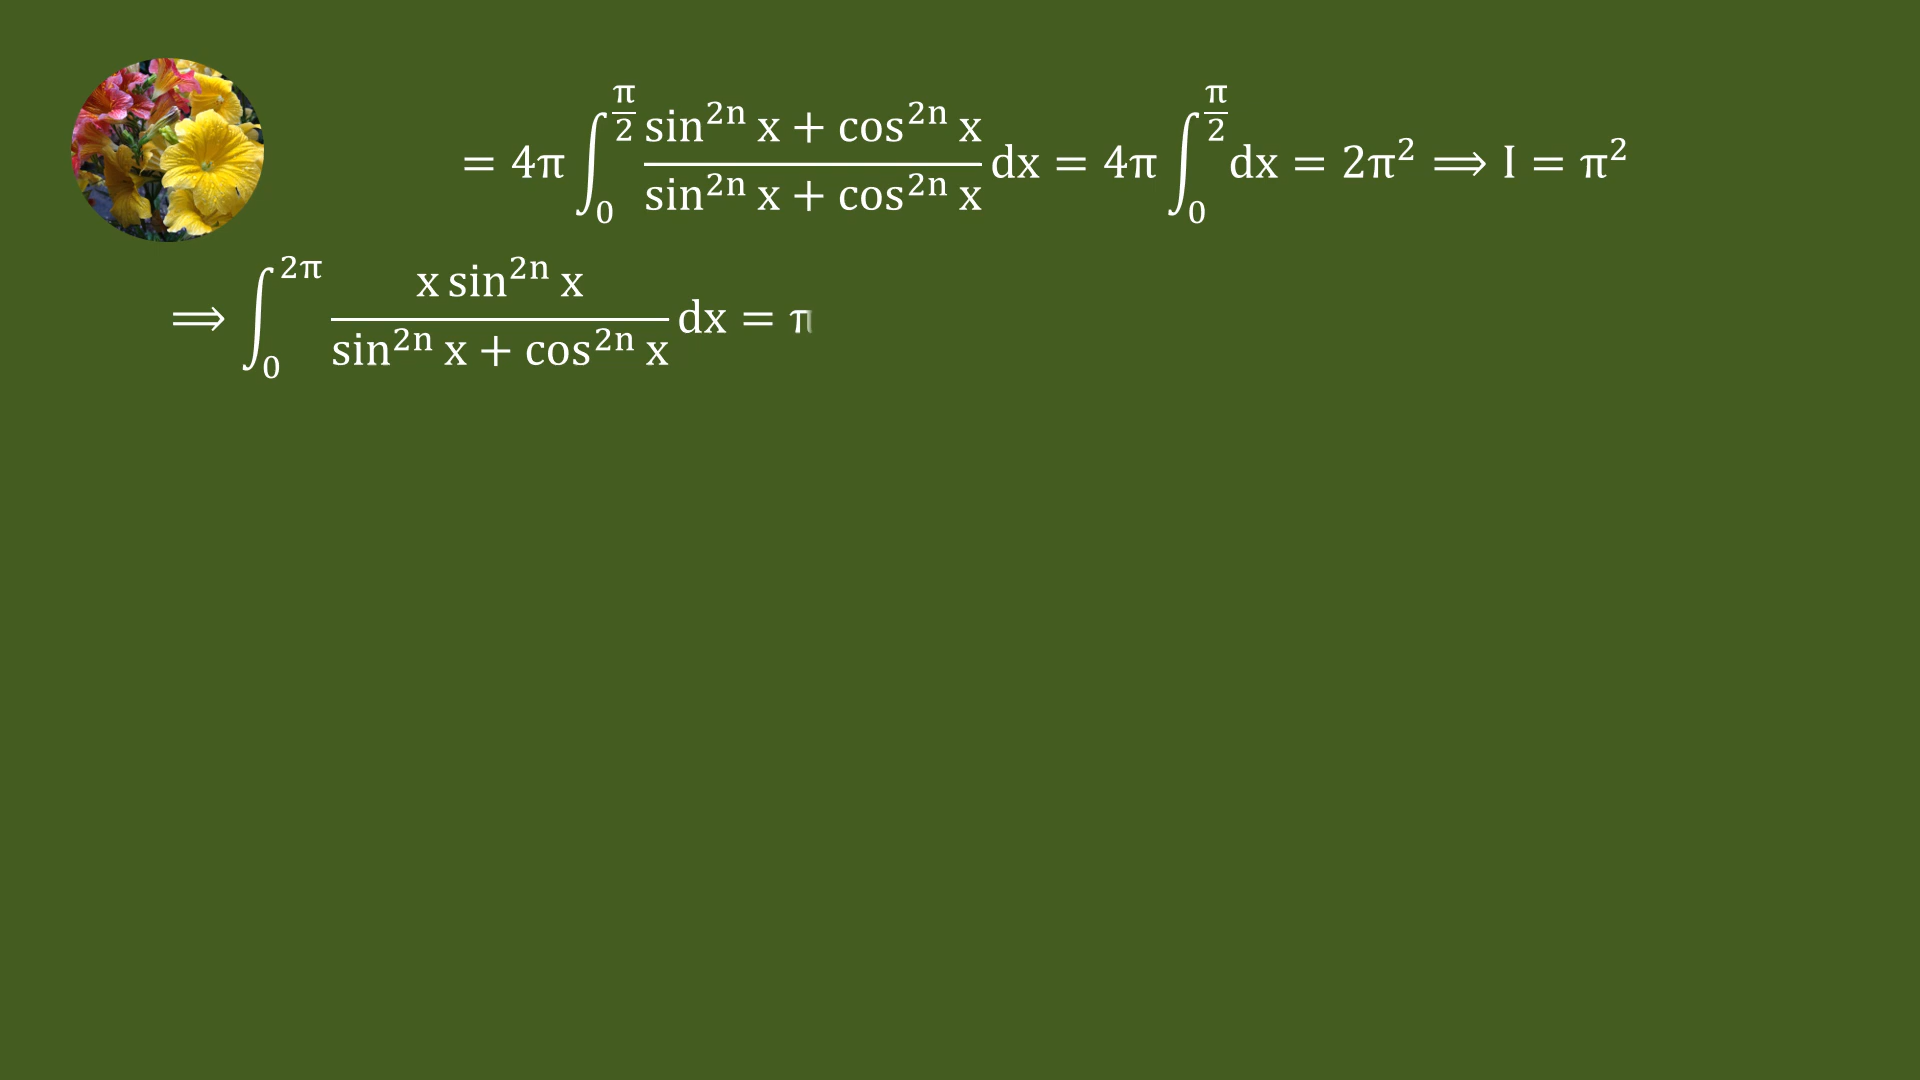 = 4π ∫₀^(π/2) (sin²ⁿ x + cos²ⁿ x)/(sin²ⁿ x + cos²ⁿ x) dx = 4π ∫₀^(π/2) dx = 2π² ⟹ I = π²
⟹ ∫₀^(2π) (x sin²ⁿ x)/(sin²ⁿ x + cos²ⁿ x) dx = π